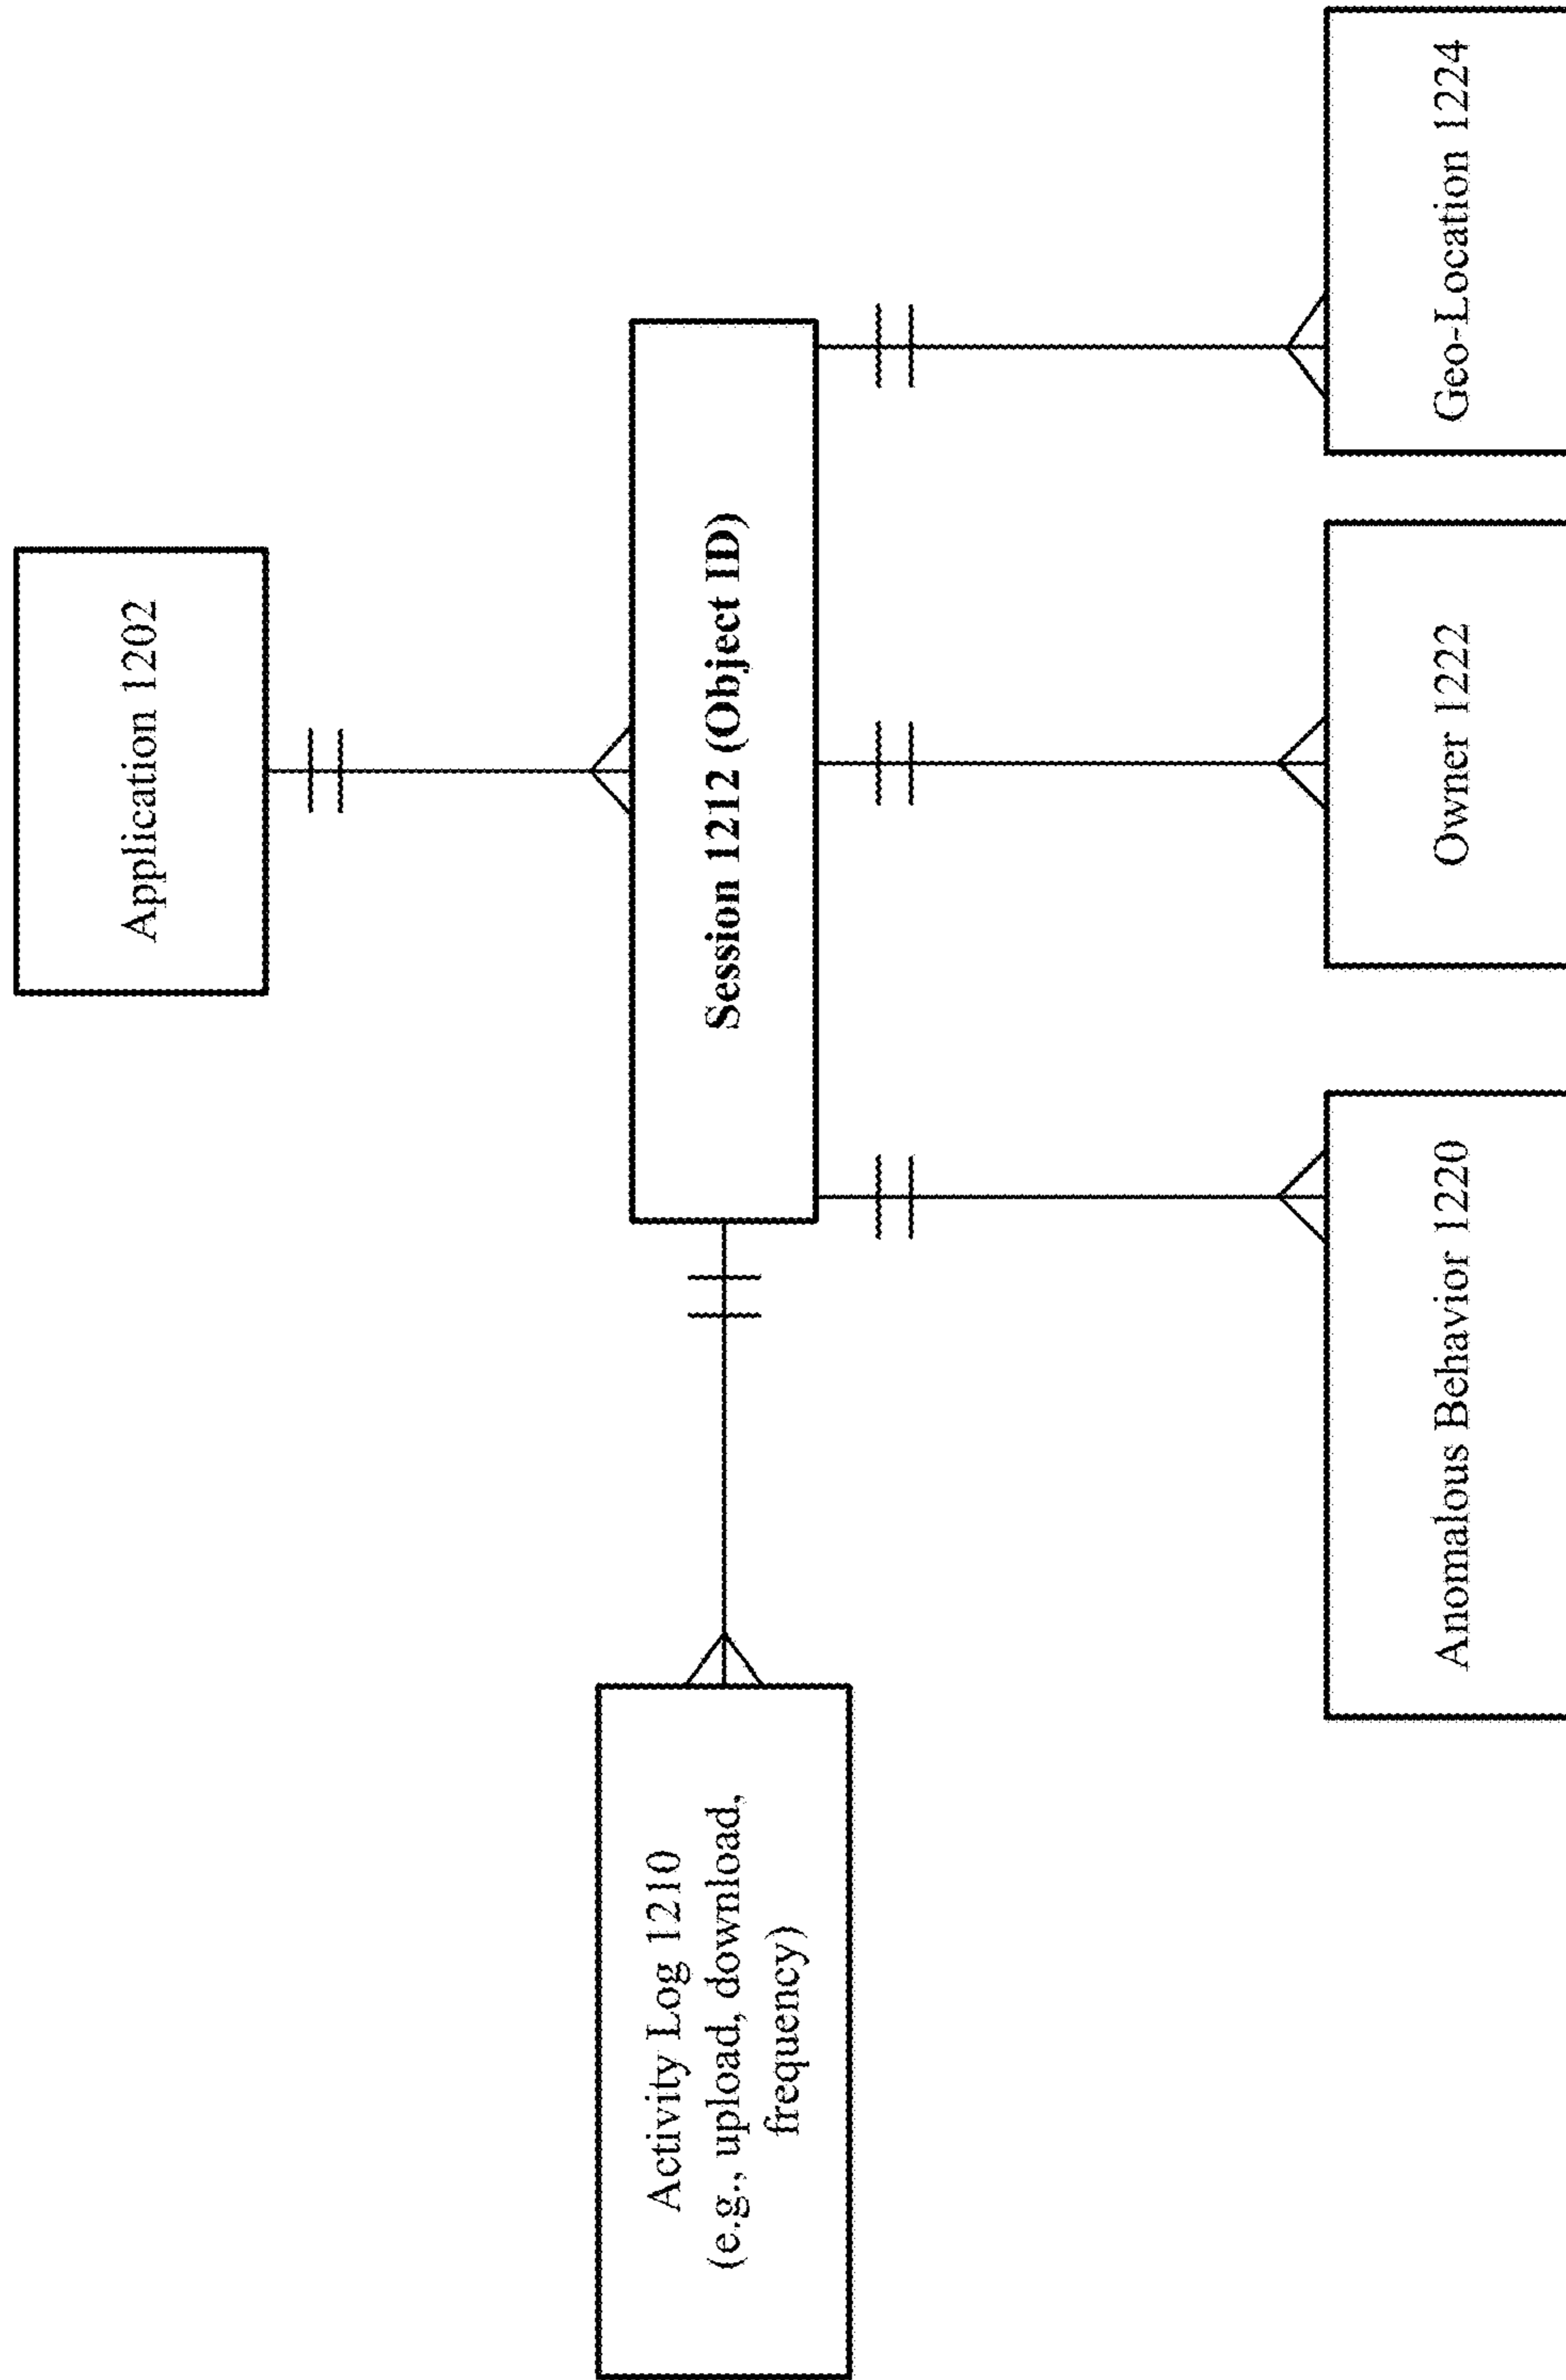 Application 1202
Session 1212 (Object ID)
Activity Log 1210
(e.g., upload, download,
frequency)
Anomalous Behavior 1220
Owner 1222
Geo-Location 1224